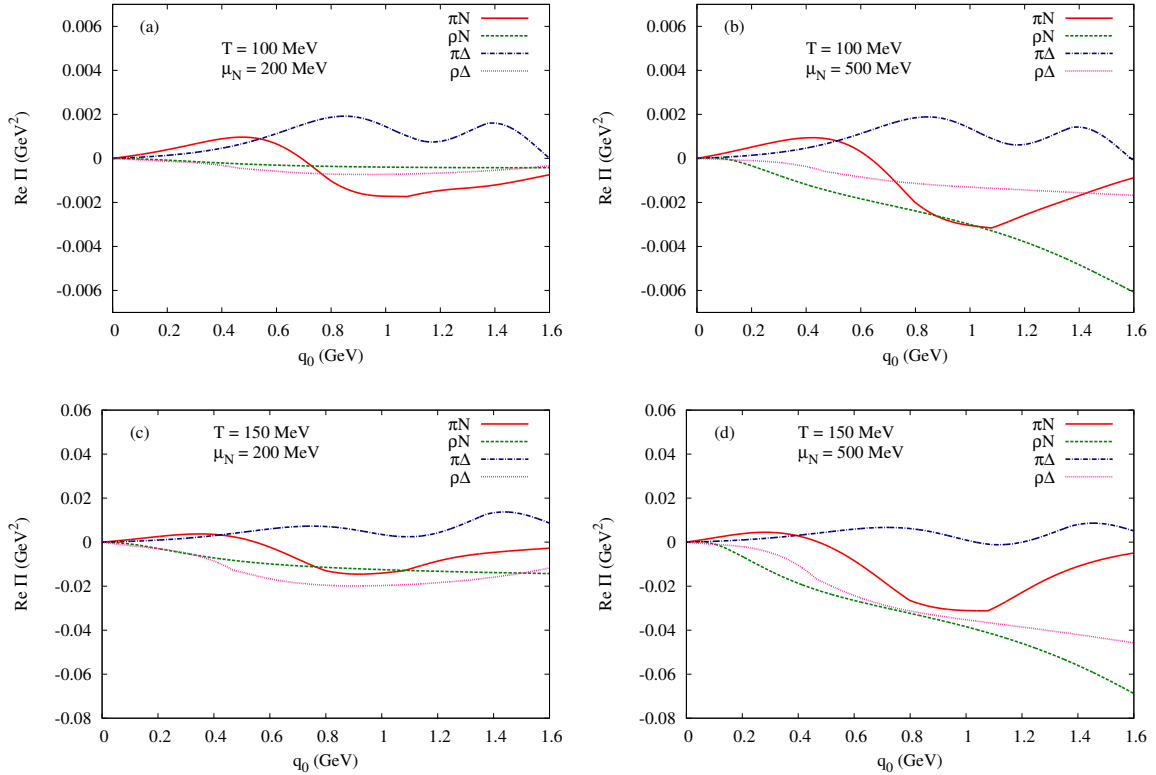 (a)
T = 100 MeV
μ_N = 200 MeV
πN
ρN
πΔ
ρΔ
Re Π (GeV²)
0.006
0.004
0.002
0
-0.002
-0.004
-0.006
0 0.2 0.4 0.6 0.8 1 1.2 1.4 1.6
q₀ (GeV)
(b)
T = 100 MeV
μ_N = 500 MeV
πN
ρN
πΔ
ρΔ
Re Π (GeV²)
0.006
0.004
0.002
0
-0.002
-0.004
-0.006
0 0.2 0.4 0.6 0.8 1 1.2 1.4 1.6
q₀ (GeV)
(c)
T = 150 MeV
μ_N = 200 MeV
πN
ρN
πΔ
ρΔ
Re Π (GeV²)
0.06
0.04
0.02
0
-0.02
-0.04
-0.06
-0.08
0 0.2 0.4 0.6 0.8 1 1.2 1.4 1.6
q₀ (GeV)
(d)
T = 150 MeV
μ_N = 500 MeV
πN
ρN
πΔ
ρΔ
Re Π (GeV²)
0.06
0.04
0.02
0
-0.02
-0.04
-0.06
-0.08
0 0.2 0.4 0.6 0.8 1 1.2 1.4 1.6
q₀ (GeV)